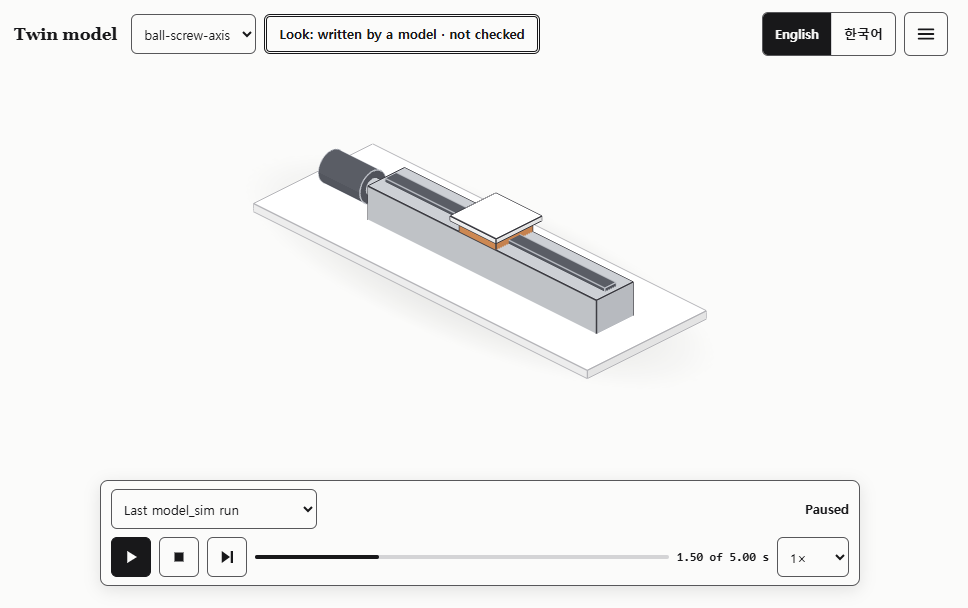 Twin model
ball-screw-axis
Look: written by a model · not checked
English
한국어
Last model_sim run
Paused
1.50 of 5.00 s
1×